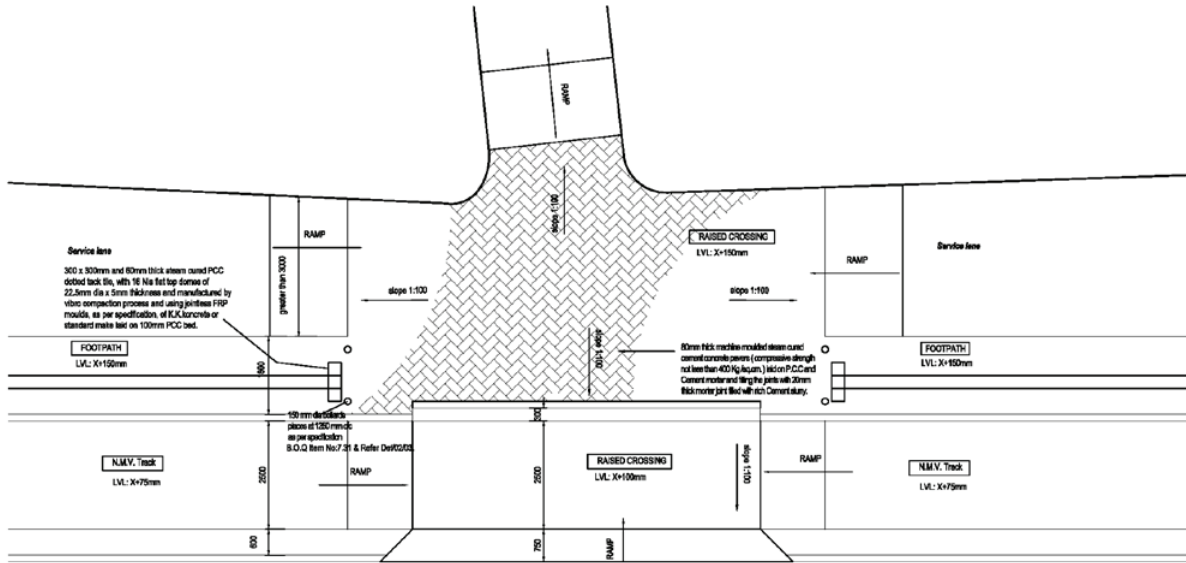 RAMP
slope 1:100
RAMP
RAISED CROSSING
LVL: X+150mm
Service lane
RAMP
Service lane
300 x 300mm and 60mm thick steam cured PCC
dotted tack tile, with 16 Nis flat top domes of
22.5mm dia x 5mm thickness and manufactured by
vibro compaction process and using jointless FRP
moulds, as per specification, of K.K.koncrete or
standard make laid on 100mm PCC bed.
greater than 3000
slope 1:100
slope 1:100
slope 1:100
FOOTPATH
LVL: X+150mm
80mm thick machine moulded steam cured
cement concrete pavers ( compressive strength
not less than 400 Kg /sq.cm. ) laid on P.C.C and
Cement mortar and filling the joints with 20mm
thick mortar joint filled with rich Cement slurry.
FOOTPATH
LVL: X+150mm
150 mm dia bollards
places at 1250 mm c/c
as per specification
B.O.Q Item No:7.31 & Refer Det/02/03.
300
N.M.V. Track
LVL: X+75mm
2500
RAMP
2500
RAISED CROSSING
LVL: X+100mm
slope 1:100
RAMP
N.M.V. Track
LVL: X+75mm
600
750
RAMP